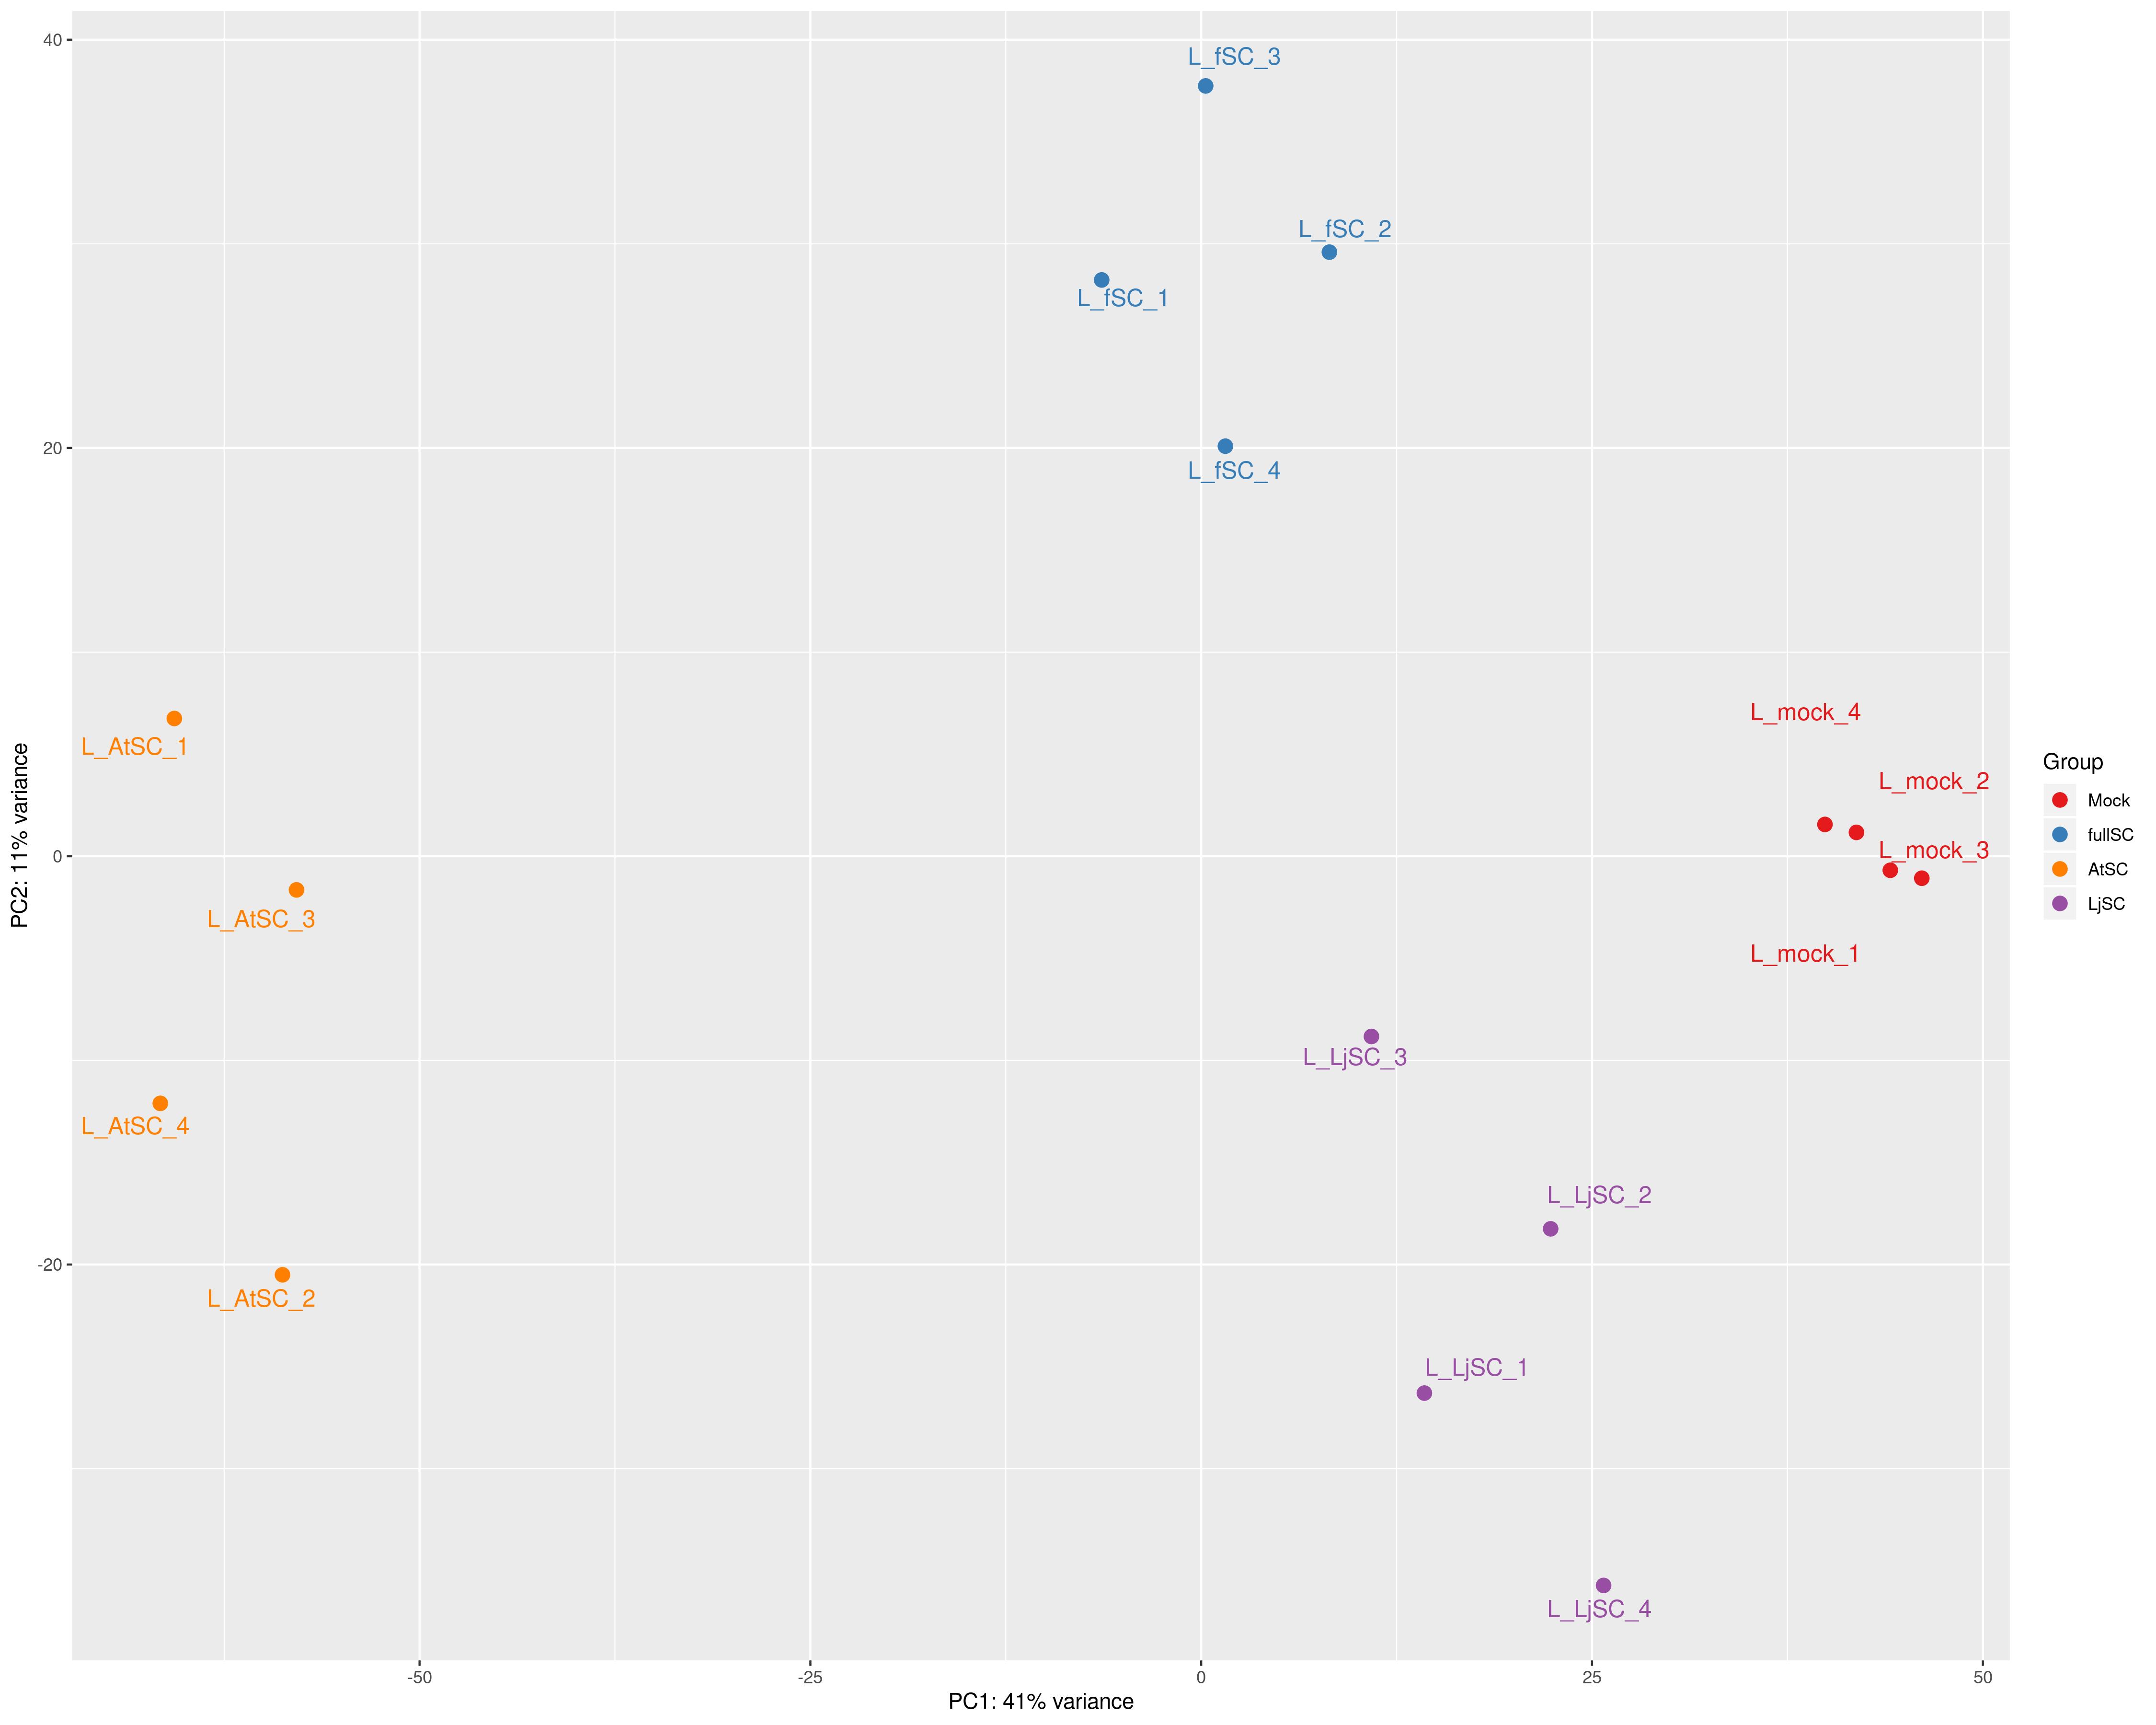 40
20
0
-20
PC2: 11% variance
L_fSC_3
L_fSC_2
L_fSC_1
L_fSC_4
L_mock_4
L_AtSC_1
L_mock_2
L_mock_3
L_AtSC_3
L_mock_1
L_LjSC_3
L_AtSC_4
L_LjSC_2
L_AtSC_2
L_LjSC_1
L_LjSC_4
-50
-25
0
25
50
PC1: 41% variance
Group
Mock
fullSC
AtSC
LjSC